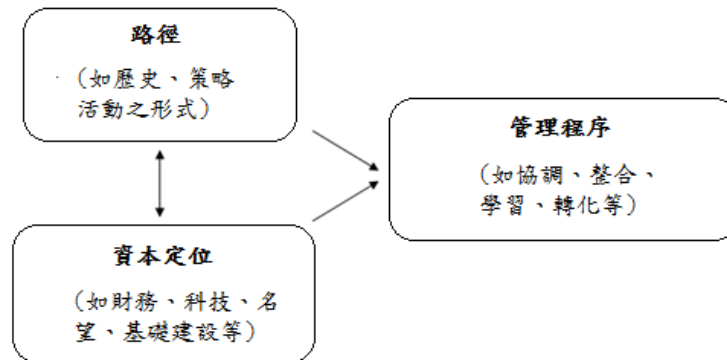 路徑
（如歷史、策略
活動之形式）
管理程序
（如協調、整合、
學習、轉化等）
資本定位
（如財務、科技、名
望、基礎建設等）